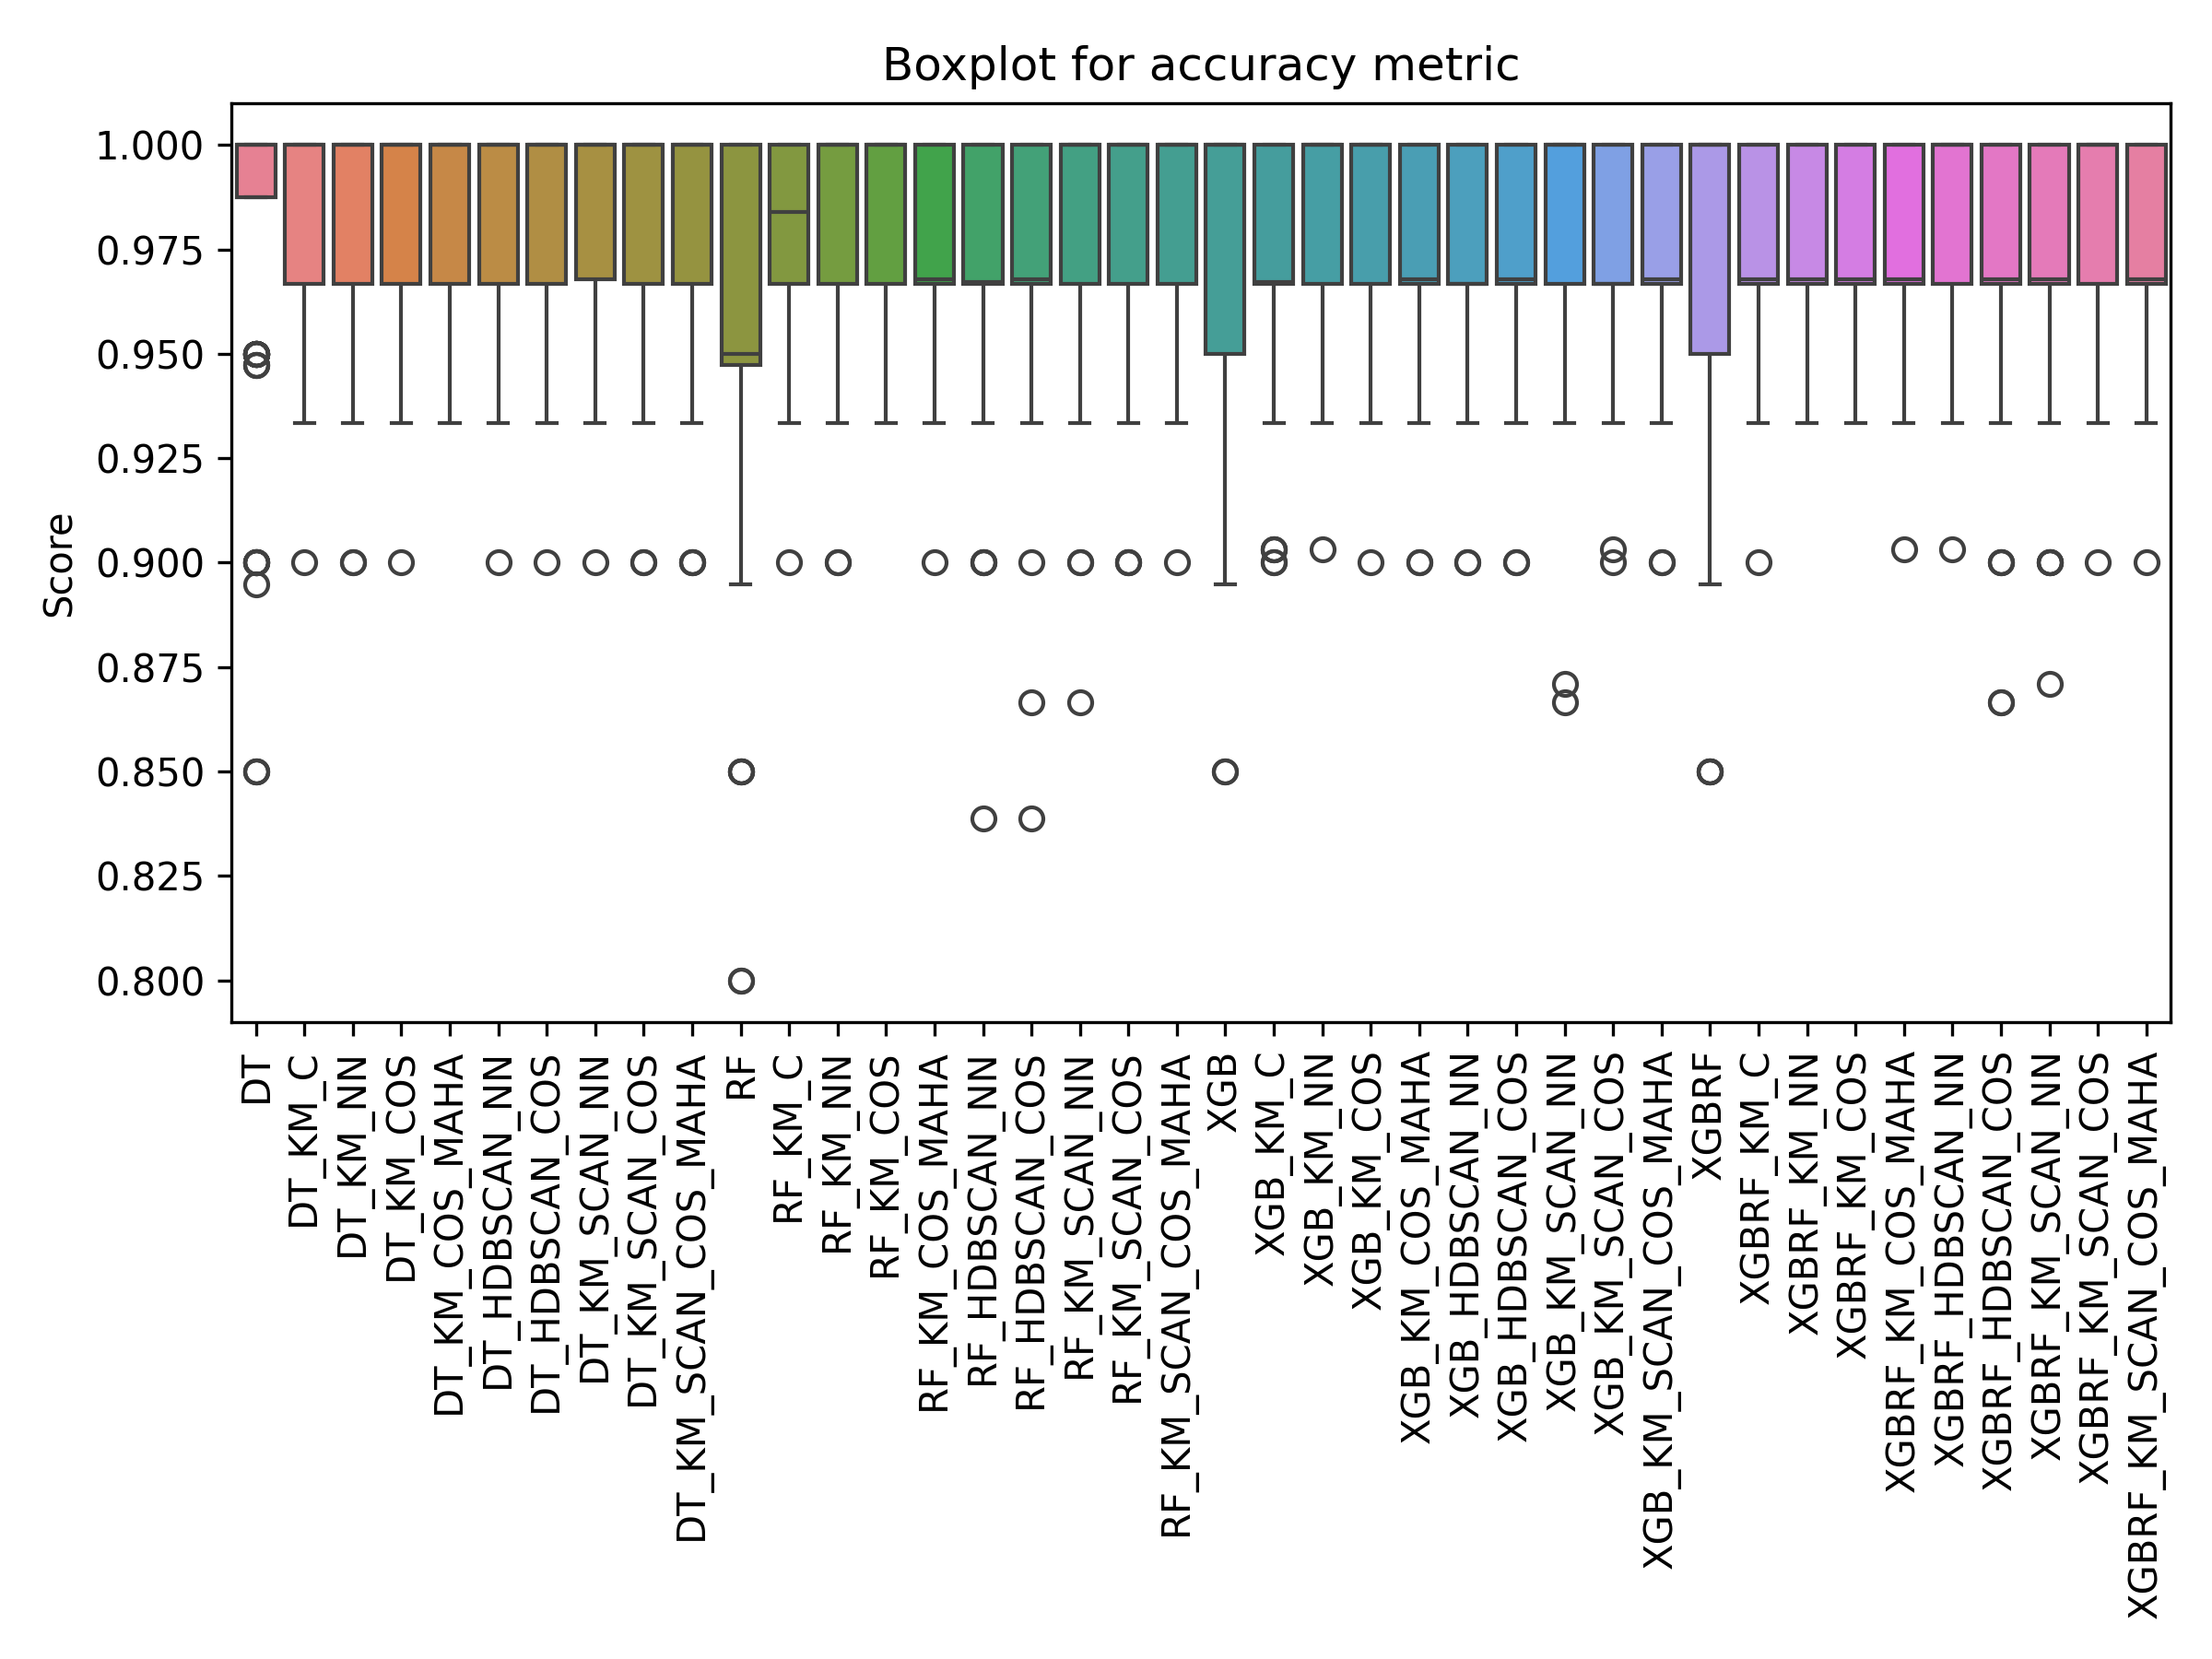 Boxplot for accuracy metric
Score
1.000
0.975
0.950
0.925
0.900
0.875
0.850
0.825
0.800
DT
DT_KM_C
DT_KM_NN
DT_KM_COS
DT_KM_COS_MAHA
DT_HDBSCAN_NN
DT_HDBSCAN_COS
DT_KM_SCAN_NN
DT_KM_SCAN_COS
DT_KM_SCAN_COS_MAHA
RF
RF_KM_C
RF_KM_NN
RF_KM_COS
RF_KM_COS_MAHA
RF_HDBSCAN_NN
RF_HDBSCAN_COS
RF_KM_SCAN_NN
RF_KM_SCAN_COS
RF_KM_SCAN_COS_MAHA
XGB
XGB_KM_C
XGB_KM_NN
XGB_KM_COS
XGB_KM_COS_MAHA
XGB_HDBSCAN_NN
XGB_HDBSCAN_COS
XGB_KM_SCAN_NN
XGB_KM_SCAN_COS
XGB_KM_SCAN_COS_MAHA
XGBRF
XGBRF_KM_C
XGBRF_KM_NN
XGBRF_KM_COS
XGBRF_KM_COS_MAHA
XGBRF_HDBSCAN_NN
XGBRF_HDBSCAN_COS
XGBRF_KM_SCAN_NN
XGBRF_KM_SCAN_COS
XGBRF_KM_SCAN_COS_MAHA